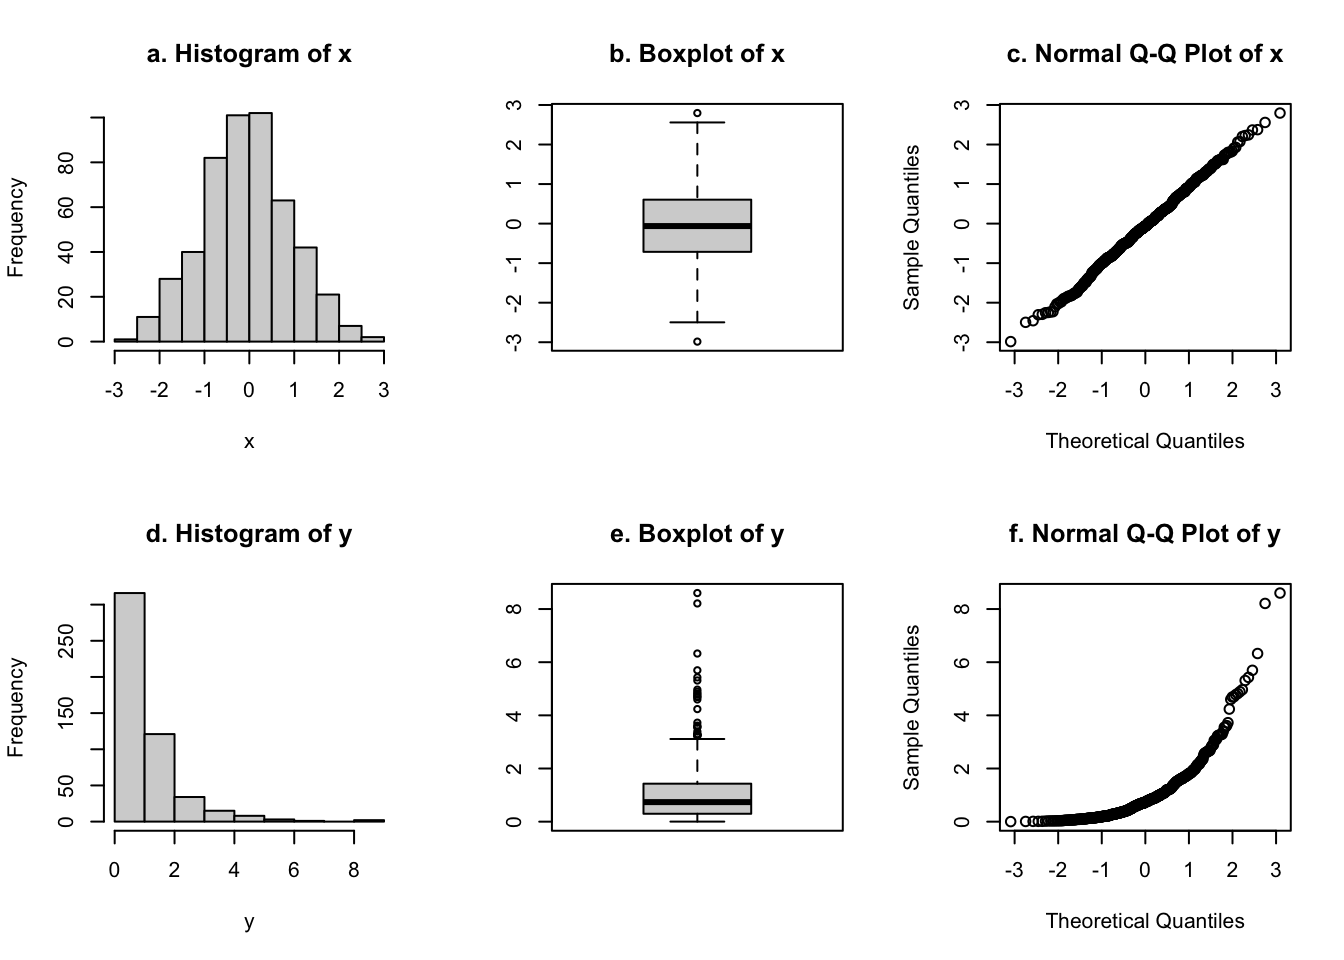 a. Histogram of x
Frequency
0 20 40 60 80
-3 -2 -1 0 1 2 3
x
b. Boxplot of x
-3 -2 -1 0 1 2 3
c. Normal Q-Q Plot of x
Sample Quantiles
-3 -2 -1 0 1 2 3
-3 -2 -1 0 1 2 3
Theoretical Quantiles
d. Histogram of y
Frequency
0 50 150 250
0 2 4 6 8
y
e. Boxplot of y
0 2 4 6 8
f. Normal Q-Q Plot of y
Sample Quantiles
0 2 4 6 8
-3 -2 -1 0 1 2 3
Theoretical Quantiles